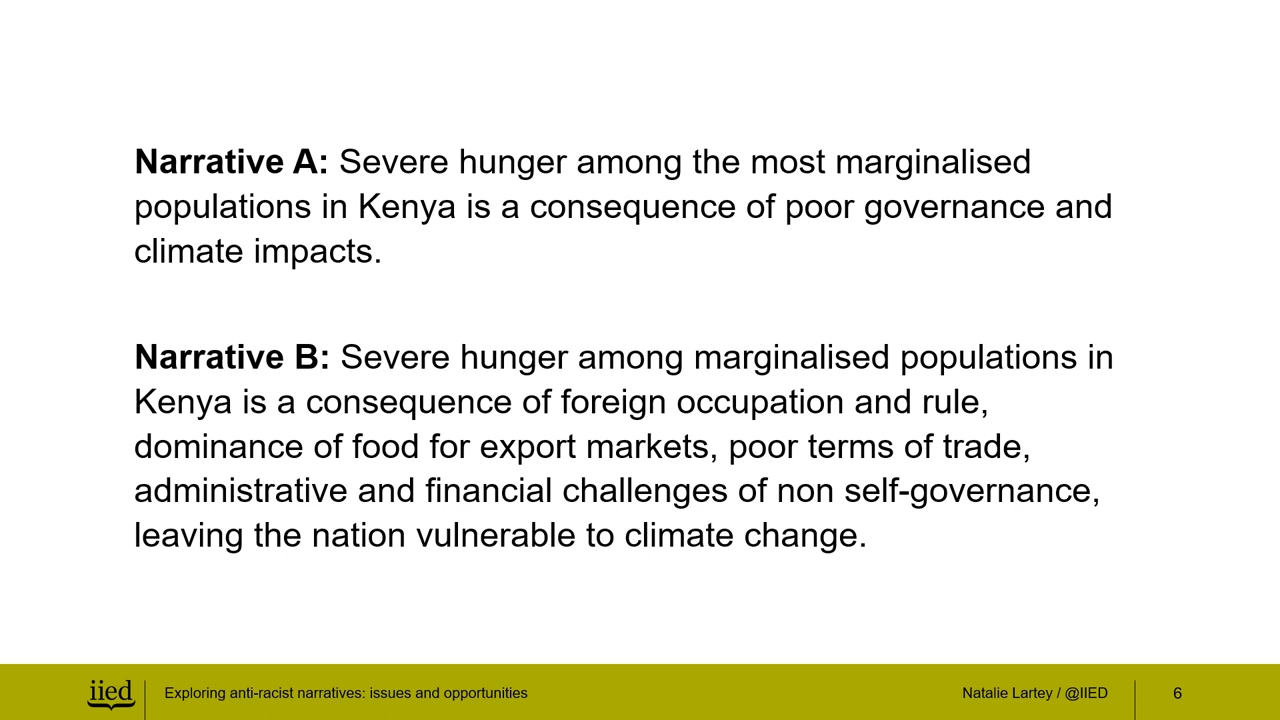 Narrative A: Severe hunger among the most marginalised
populations in Kenya is a consequence of poor governance and
climate impacts.
Narrative B: Severe hunger among marginalised populations in
Kenya is a consequence of foreign occupation and rule,
dominance of food for export markets, poor terms of trade,
administrative and financial challenges of non self-governance,
leaving the nation vulnerable to climate change.
iied
Exploring anti-racist narratives: issues and opportunities
Natalie Lartey / @IIED
6